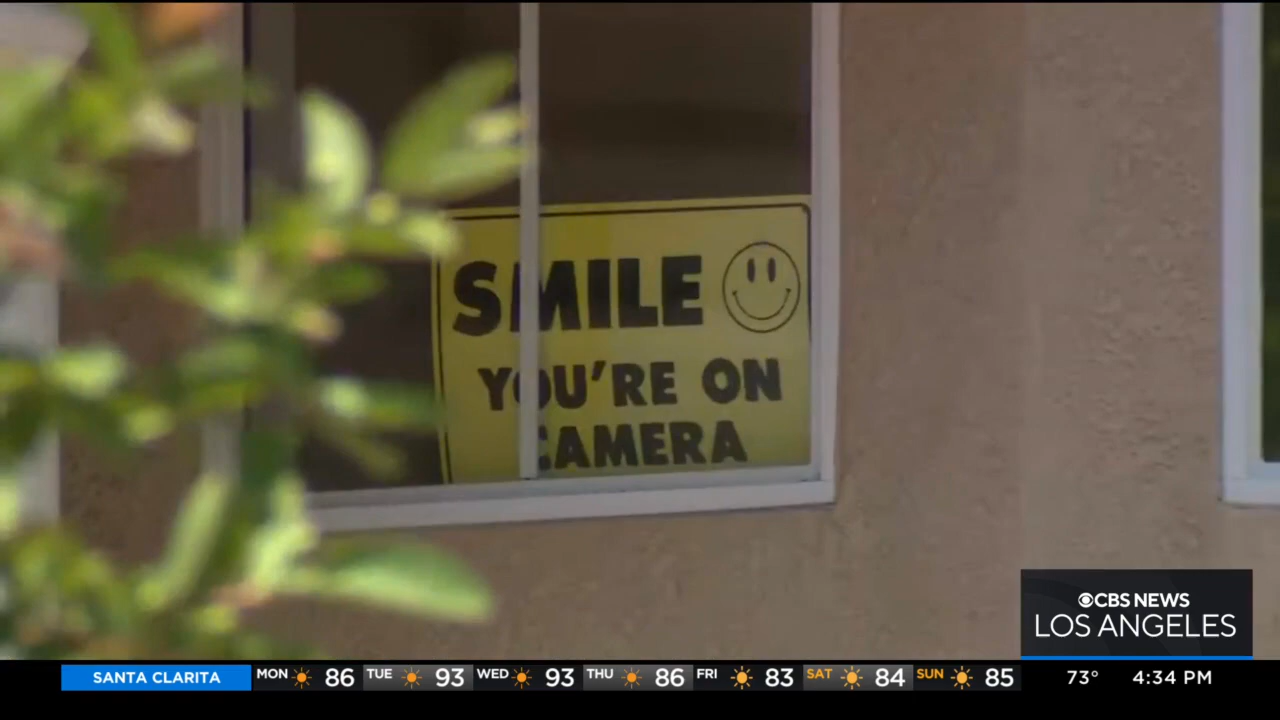 SMILE
YOU'RE ON
CAMERA
CBS NEWS
LOS ANGELES
SANTA CLARITA MON 86 TUE 93 WED 93 THU 86 FRI 83 SAT 84 SUN 85 73° 4:34 PM